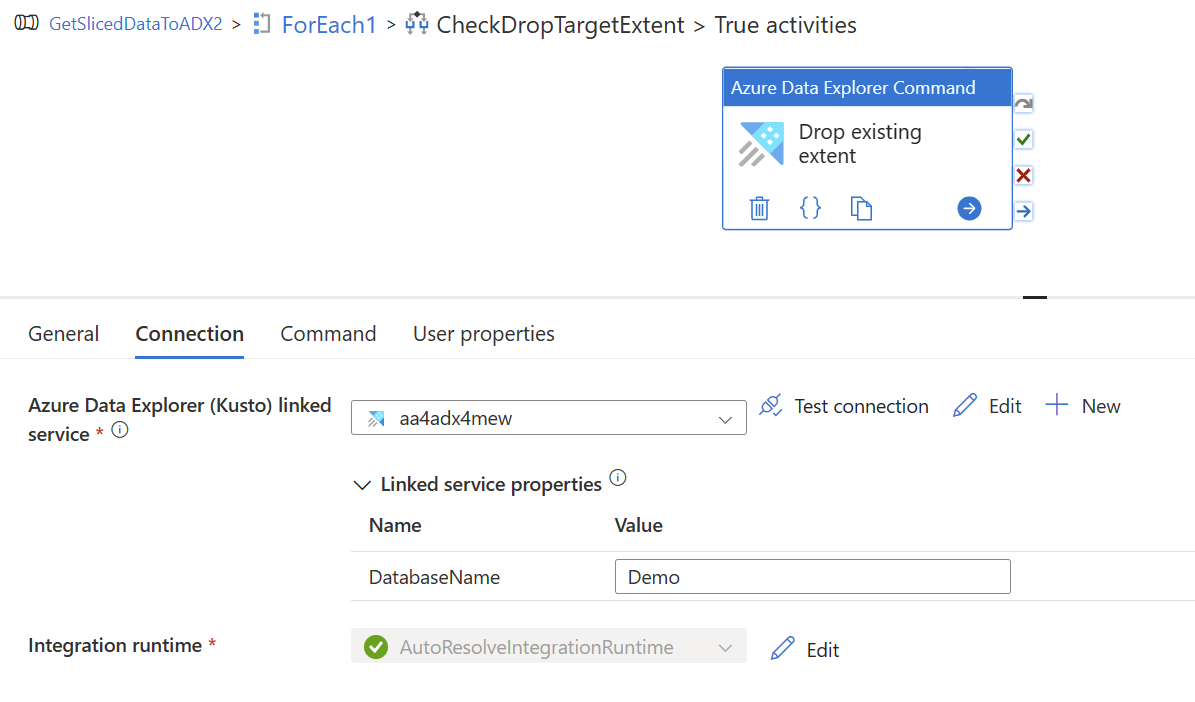 GetSlicedDataToADX2 > ForEach1 > CheckDropTargetExtent > True activities
Azure Data Explorer Command
Drop existing
extent
General Connection Command User properties
Azure Data Explorer (Kusto) linked
service *
aa4adx4mew
Test connection Edit New
Linked service properties
Name Value
DatabaseName Demo
Integration runtime * AutoResolveIntegrationRuntime Edit